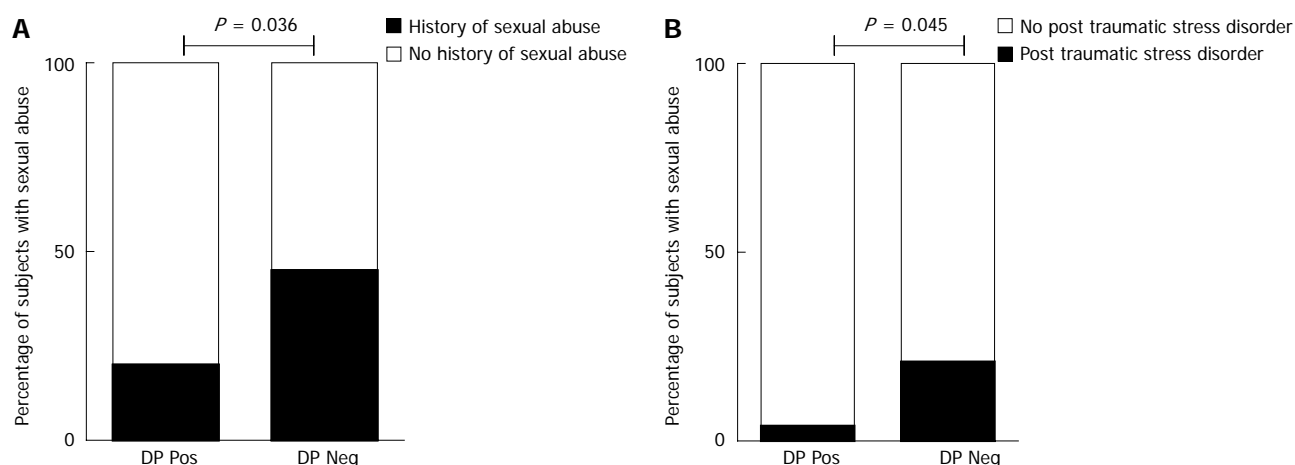 A
P = 0.036
History of sexual abuse
No history of sexual abuse
Percentage of subjects with sexual abuse
100
50
0
DP Pos
DP Neg
B
P = 0.045
No post traumatic stress disorder
Post traumatic stress disorder
Percentage of subjects with sexual abuse
100
50
0
DP Pos
DP Neg